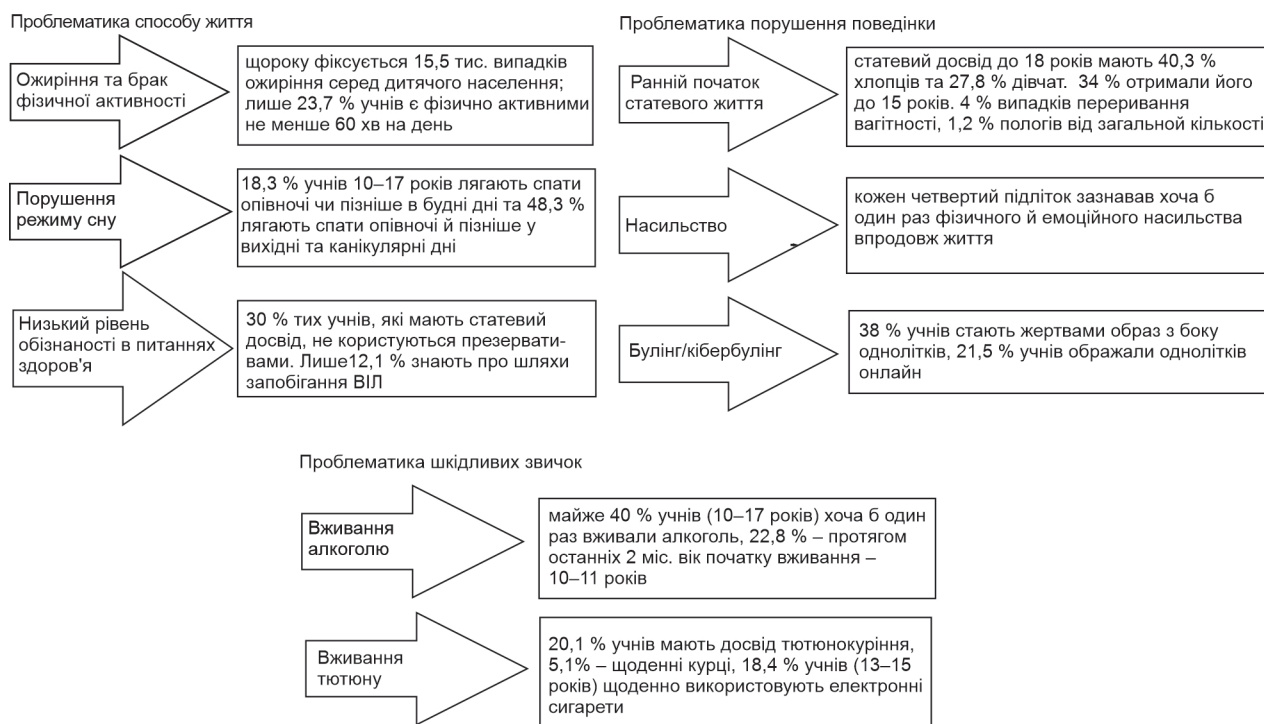 Проблематика способу життя
Ожиріння та брак
фізичної активності
щороку фіксується 15,5 тис. випадків
ожиріння серед дитячого населення;
лише 23,7 % учнів є фізично активними
не менше 60 хв на день
Порушення
режиму сну
18,3 % учнів 10–17 років лягають спати
опівночі чи пізніше в будні дні та 48,3 %
лягають спати опівночі й пізніше у
вихідні та канікулярні дні
Низький рівень
обізнаності в питаннях
здоров'я
30 % тих учнів, які мають статевий
досвід, не користуються презервати-
вами. Лише12,1 % знають про шляхи
запобігання ВІЛ
Проблематика порушення поведінки
Ранній початок
статевого життя
статевий досвід до 18 років мають 40,3 %
хлопців та 27,8 % дівчат. 34 % отримали його
до 15 років. 4 % випадків переривання
вагітності, 1,2 % пологів від загальної кількості
Насильство
кожен четвертий підліток зазнавав хоча б
один раз фізичного й емоційного насильства
впродовж життя
Булінг/кібербулінг
38 % учнів стають жертвами образ з боку
однолітків, 21,5 % учнів ображали однолітків
онлайн
Проблематика шкідливих звичок
Вживання
алкоголю
майже 40 % учнів (10–17 років) хоча б один
раз вживали алкоголь, 22,8 % – протягом
останніх 2 міс. вік початку вживання –
10–11 років
Вживання
тютюну
20,1 % учнів мають досвід тютюнокуріння,
5,1% – щоденні курці, 18,4 % учнів (13–15
років) щоденно використовують електронні
сигарети